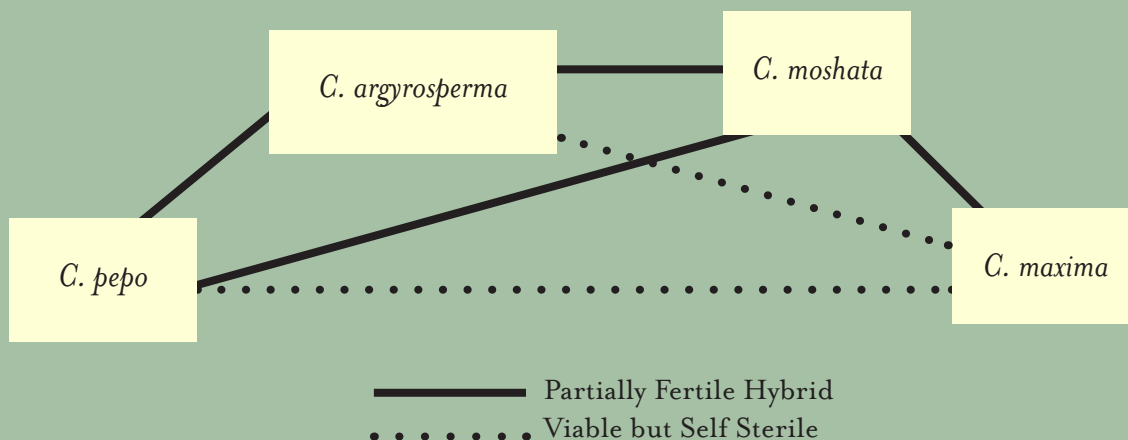 C. moshata
C. argyrosperma
C. pepo
C. maxima
Partially Fertile Hybrid
Viable but Self Sterile